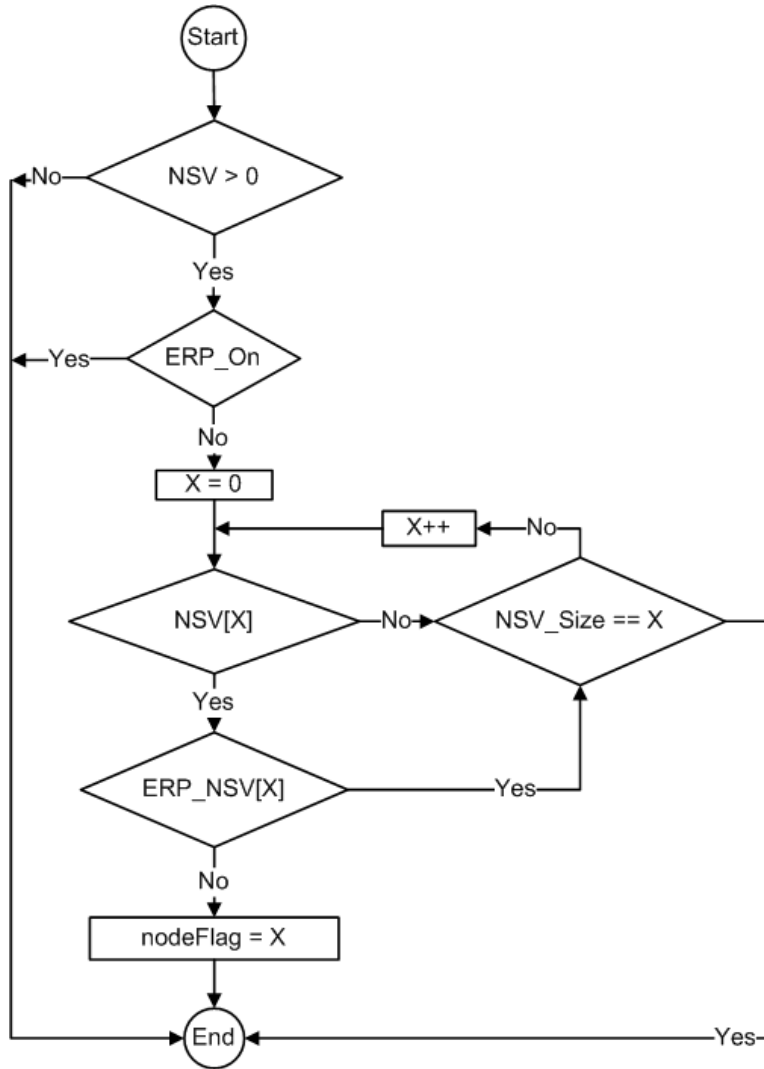 Start
NSV > 0
No
Yes
ERP_On
Yes
No
X = 0
X++
No
NSV[X]
No
NSV_Size == X
Yes
ERP_NSV[X]
Yes
No
nodeFlag = X
End
Yes